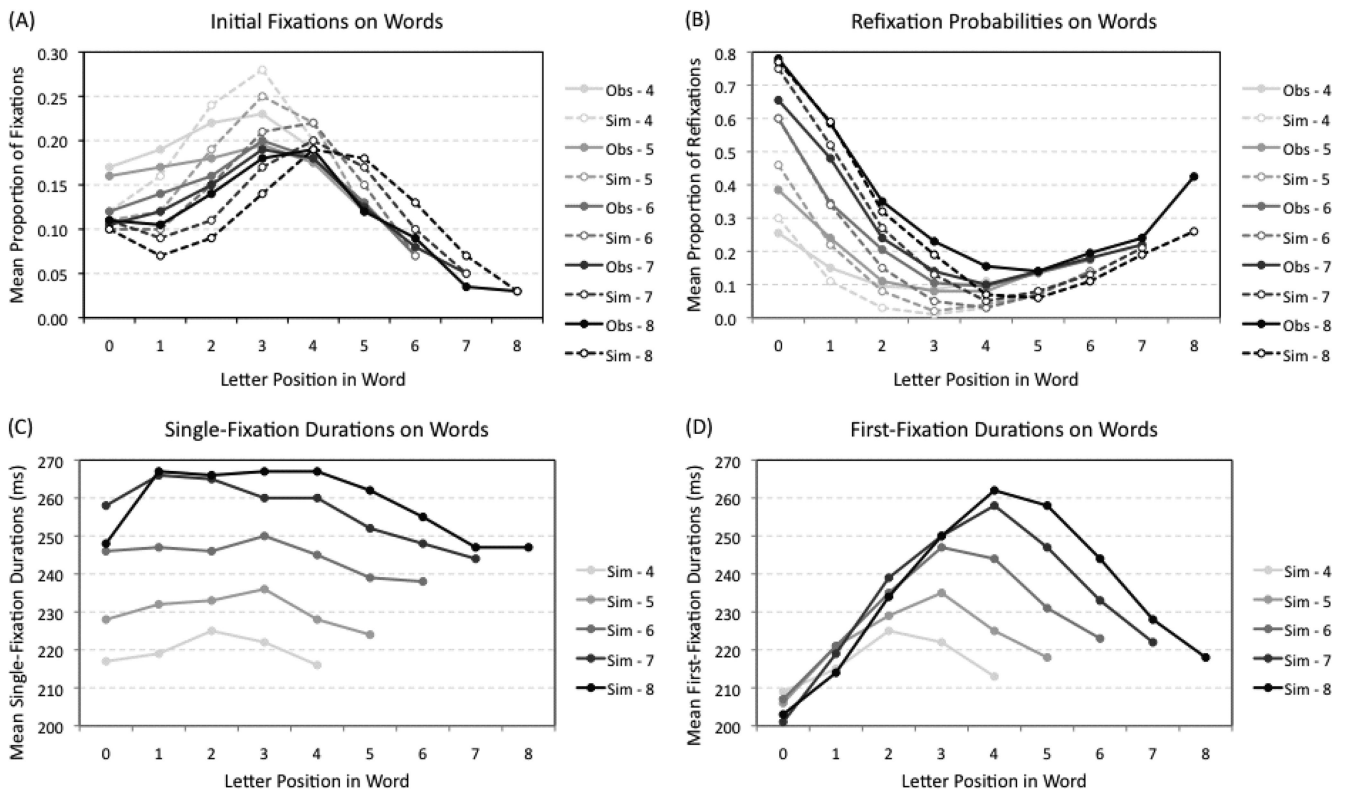 (A)
Initial Fixations on Words
Mean Proportion of Fixations
0.30
0.25
0.20
0.15
0.10
0.05
0.00
0 1 2 3 4 5 6 7 8
Letter Position in Word
Obs - 4
Sim - 4
Obs - 5
Sim - 5
Obs - 6
Sim - 6
Obs - 7
Sim - 7
Obs - 8
Sim - 8
(B)
Refixation Probabilities on Words
Mean Proportion of Refixations
0.8
0.7
0.6
0.5
0.4
0.3
0.2
0.1
0.0
0 1 2 3 4 5 6 7 8
Letter Position in Word
Obs - 4
Sim - 4
Obs - 5
Sim - 5
Obs - 6
Sim - 6
Obs - 7
Sim - 7
Obs - 8
Sim - 8
(C)
Single-Fixation Durations on Words
Mean Single-Fixation Durations (ms)
270
260
250
240
230
220
210
200
0 1 2 3 4 5 6 7 8
Letter Position in Word
Sim - 4
Sim - 5
Sim - 6
Sim - 7
Sim - 8
(D)
First-Fixation Durations on Words
Mean First-Fixation Durations (ms)
270
260
250
240
230
220
210
200
0 1 2 3 4 5 6 7 8
Letter Position in Word
Sim - 4
Sim - 5
Sim - 6
Sim - 7
Sim - 8